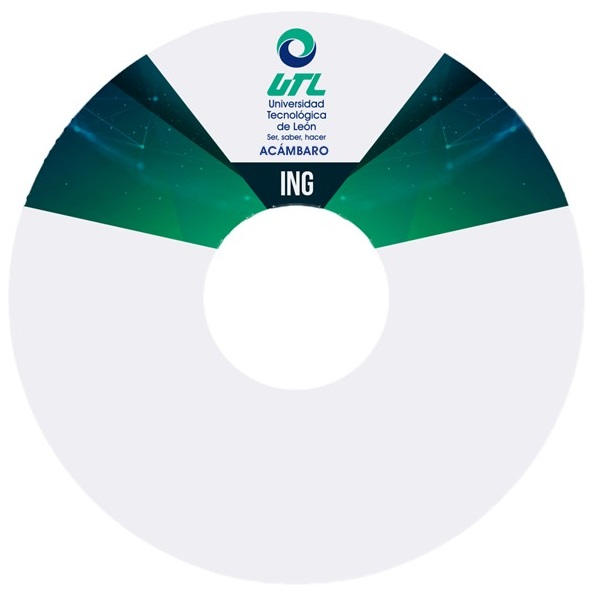 UTL
Universidad
Tecnológica
de León
Ser, saber, hacer
ACÁMBARO
ING